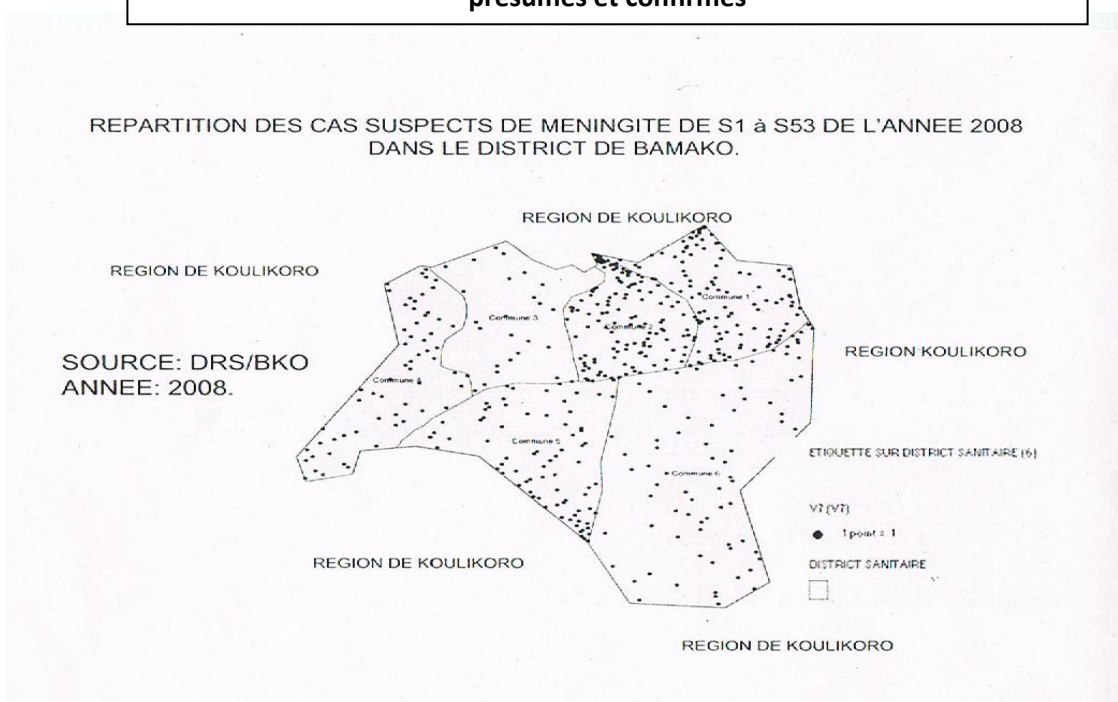 présumés et confirmés
REPARTITION DES CAS SUSPECTS DE MENINGITE DE S1 à S53 DE L'ANNEE 2008
DANS LE DISTRICT DE BAMAKO.
REGION DE KOULIKORO
REGION DE KOULIKORO
Commune 1
Commune 3
Commune 2
SOURCE: DRS/BKO
ANNEE: 2008.
REGION KOULIKORO
Commune 4
Commune 5
ETIQUETTE SUR DISTRICT SANITAIRE (6)
Commune 6
V7 (V7)
1 point = 1
REGION DE KOULIKORO
DISTRICT SANITAIRE
REGION DE KOULIKORO